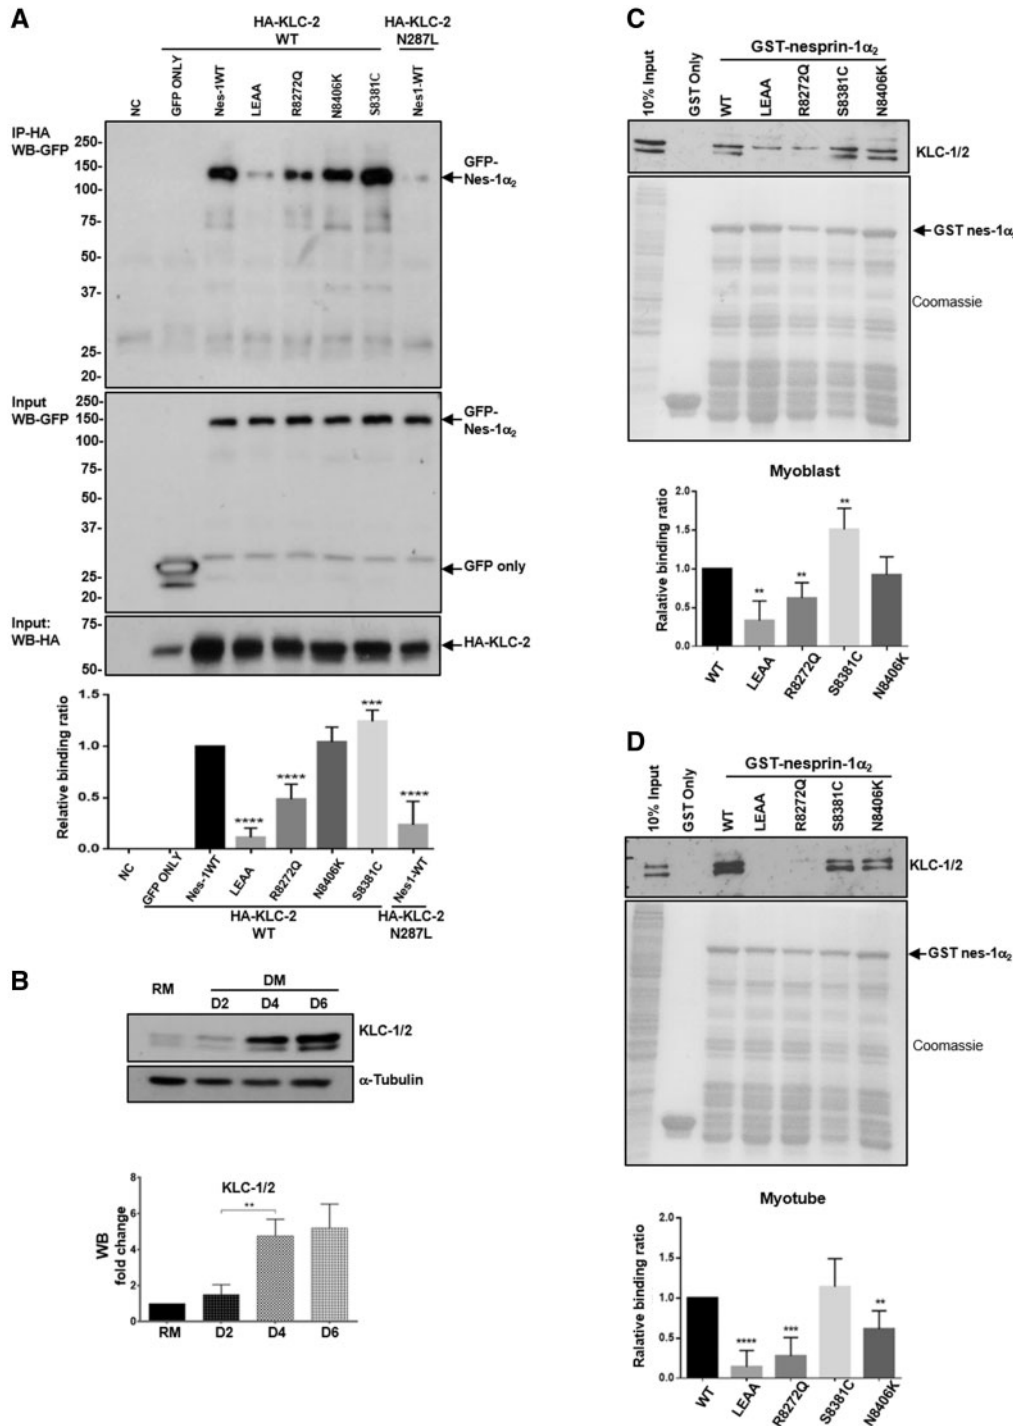 A
HA-KLC-2
WT
HA-KLC-2
N287L
NC
GFP ONLY
Nes-1WT
LEAA
R8272Q
N8406K
S8381C
Nes1-WT
IP-HA
WB-GFP
250-
150-
100-
75-
50-
37-
25-
20-
GFP-
Nes-1α2
Input
WB-GFP
250-
150-
100-
75-
50-
37-
25-
20-
GFP-
Nes-1α2
GFP only
Input:
WB-HA
75-
50-
HA-KLC-2
Relative binding ratio
1.5
1.0
0.5
0.0
****
****
***
****
NC
GFP ONLY
Nes-1WT
LEAA
R8272Q
N8406K
S8381C
Nes1-WT
HA-KLC-2
WT
HA-KLC-2
N287L
B
RM
DM
D2
D4
D6
KLC-1/2
α-Tubulin
KLC-1/2
WB
fold change
8
6
4
2
0
**
RM
D2
D4
D6
C
GST-nesprin-1α2
10% Input
GST Only
WT
LEAA
R8272Q
S8381C
N8406K
KLC-1/2
GST nes-1α
Coomassie
Myoblast
Ralative binding ratio
2.0
1.5
1.0
0.5
0.0
**
**
**
WT
LEAA
R8272Q
S8381C
N8406K
D
GST-nesprin-1α2
10% Input
GST Only
WT
LEAA
R8272Q
S8381C
N8406K
KLC-1/2
GST nes-1α2
Coomassie
Myotube
Ralative binding ratio
2.0
1.5
1.0
0.5
0.0
****
***
**
WT
LEAA
R8272Q
S8381C
N8406K